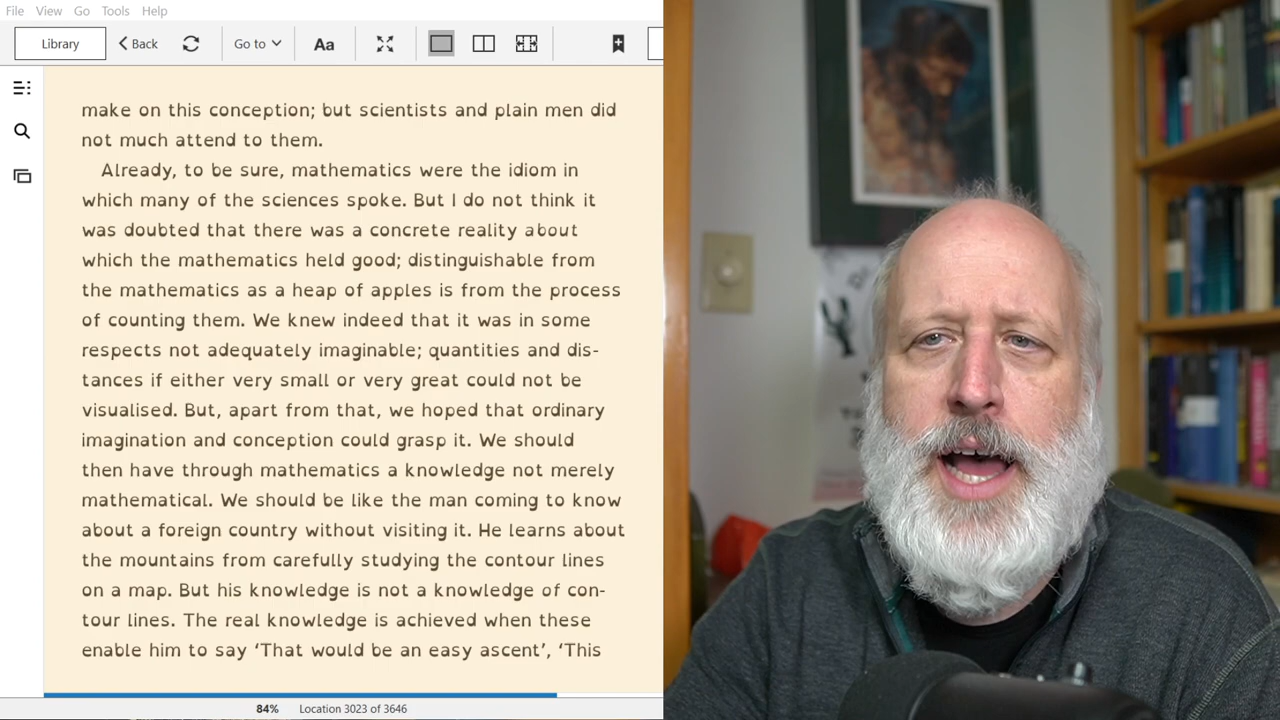 File View Go Tools Help
Library Back Go to Aa
make on this conception; but scientists and plain men did
not much attend to them.
Already, to be sure, mathematics were the idiom in
which many of the sciences spoke. But I do not think it
was doubted that there was a concrete reality about
which the mathematics held good; distinguishable from
the mathematics as a heap of apples is from the process
of counting them. We knew indeed that it was in some
respects not adequately imaginable; quantities and dis-
tances if either very small or very great could not be
visualised. But, apart from that, we hoped that ordinary
imagination and conception could grasp it. We should
then have through mathematics a knowledge not merely
mathematical. We should be like the man coming to know
about a foreign country without visiting it. He learns about
the mountains from carefully studying the contour lines
on a map. But his knowledge is not a knowledge of con-
tour lines. The real knowledge is achieved when these
enable him to say ‘That would be an easy ascent’, ‘This
84% Location 3023 of 3646